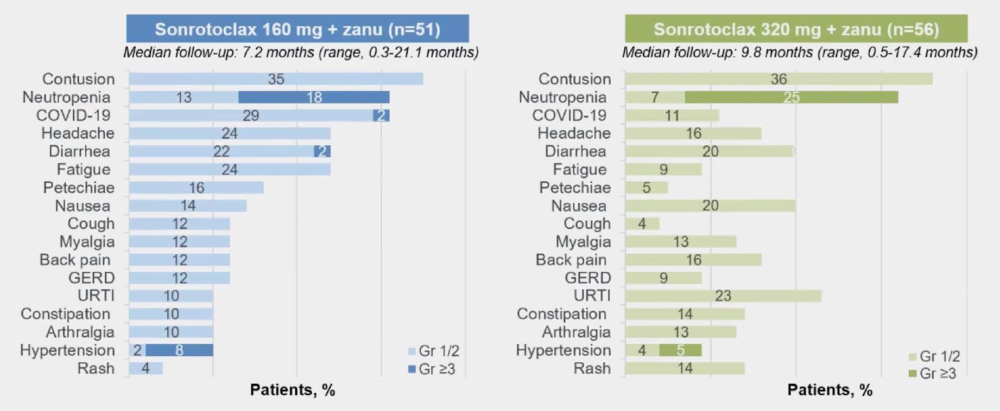 Sonrotoclax 160 mg + zanu (n=51)
Median follow-up: 7.2 months (range, 0.3-21.1 months)
Contusion 35
Neutropenia 13 18
COVID-19 29 2
Headache 24
Diarrhea 22 2
Fatigue 24
Petechiae 16
Nausea 14
Cough 12
Myalgia 12
Back pain 12
GERD 12
URTI 10
Constipation 10
Arthralgia 10
Hypertension 2 8
Rash 4
Gr 1/2
Gr ≥3
Patients, %
Sonrotoclax 320 mg + zanu (n=56)
Median follow-up: 9.8 months (range, 0.5-17.4 months)
Contusion 36
Neutropenia 7 25
COVID-19 11
Headache 16
Diarrhea 20 0
Fatigue 9
Petechiae 5
Nausea 20
Cough 4
Myalgia 13
Back pain 16
GERD 9
URTI 23
Constipation 14
Arthralgia 13
Hypertension 4 5
Rash 14
Gr 1/2
Gr ≥3
Patients, %